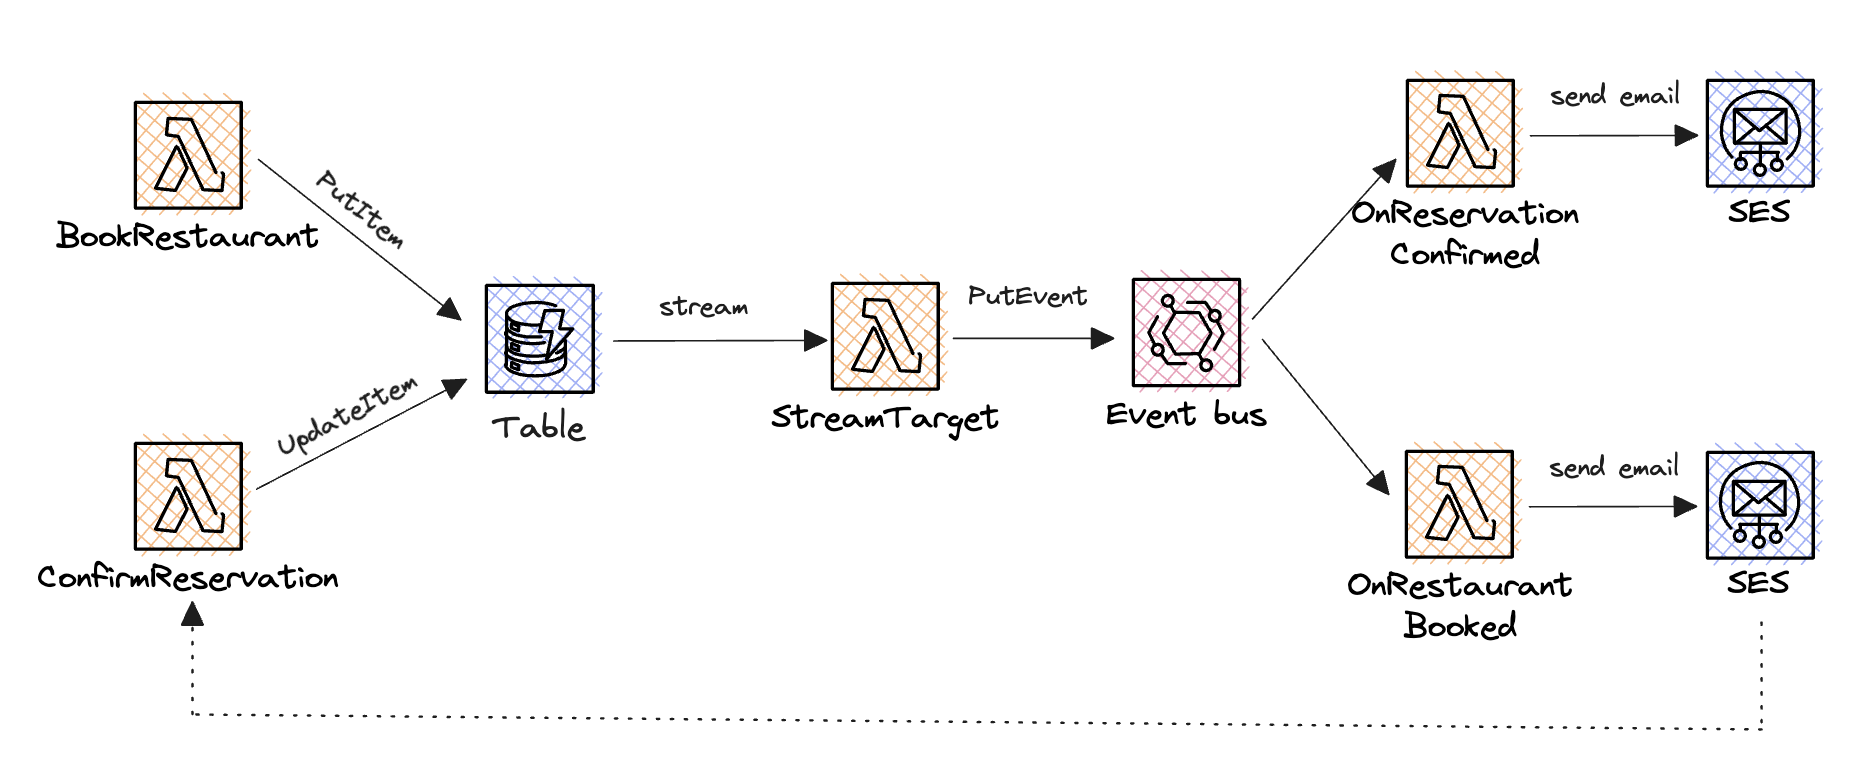 BookRestaurant
PutItem
ConfirmReservation
UpdateItem
Table
stream
StreamTarget
PutEvent
Event bus
OnReservation
Confirmed
send email
SES
OnRestaurant
Booked
send email
SES